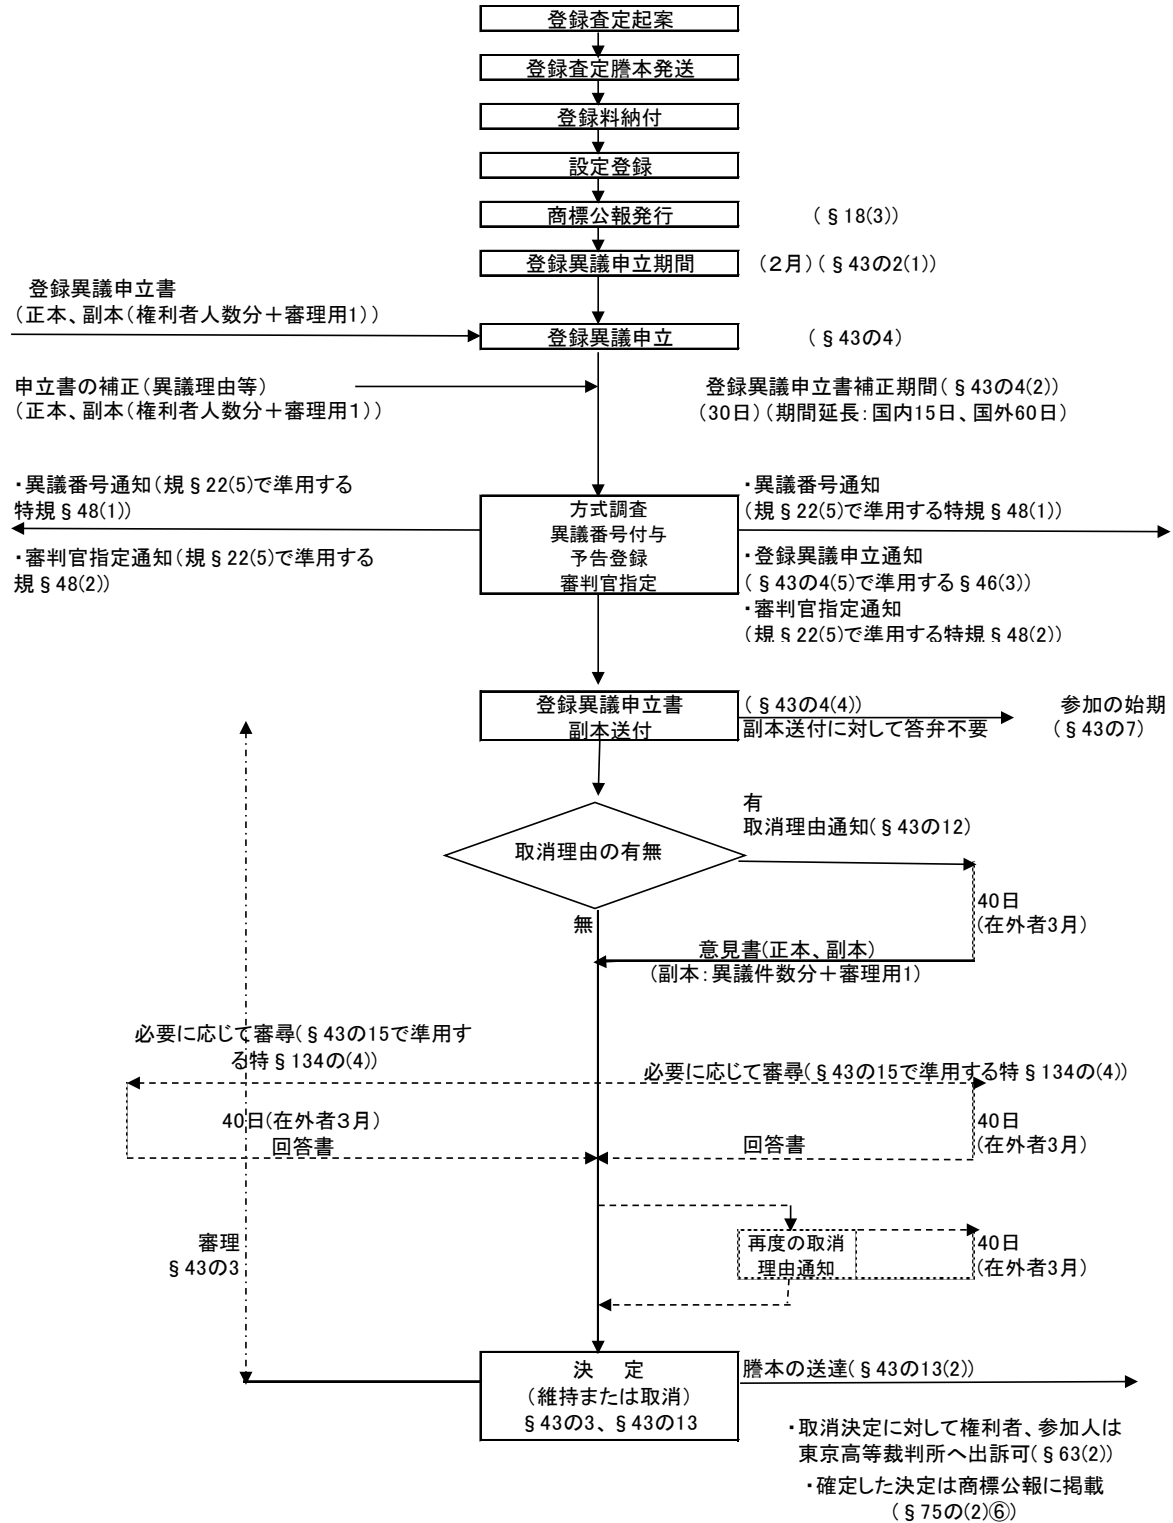 登録査定起案
登録査定謄本発送
登録料納付
設定登録
商標公報発行
（§18(3)）
登録異議申立期間
（２月）（§43の2(1)）
登録異議申立書
（正本、副本（権利者人数分＋審理用1））
登録異議申立
（§43の4）
申立書の補正（異議理由等）
（正本、副本（権利者人数分＋審理用１））
登録異議申立書補正期間（§43の4(2)）
（30日）（期間延長：国内15日、国外60日）
・異議番号通知（規§22(5)で準用する
特規§48(1)）
・審判官指定通知（規§22(5)で準用する
規§48(2)）
方式調査
異議番号付与
予告登録
審判官指定
・異議番号通知
（規§22(5)で準用する特規§48(1)）
・登録異議申立通知
（§43の4(5)で準用する§46(3)）
・審判官指定通知
（規§22(5)で準用する特規§48(2)）
登録異議申立書
副本送付
（§43の4(4)）
副本送付に対して答弁不要
参加の始期
（§43の7）
有
取消理由通知（§43の12）
取消理由の有無
無
40日
（在外者3月）
意見書（正本、副本）
（副本：異議件数分＋審理用1）
必要に応じて審尋（§43の15で準用す
る特§134の(4)）
必要に応じて審尋（§43の15で準用する特§134の(4)）
40日（在外者３月）
回答書
回答書
40日
（在外者3月）
審理
§43の3
再度の取消
理由通知
40日
（在外者3月）
決　定
（維持または取消）
§43の3、§43の13
謄本の送達（§43の13(2)）
・取消決定に対して権利者、参加人は
東京高等裁判所へ出訴可（§63(2)）
・確定した決定は商標公報に掲載
（§75の(2)⑥）